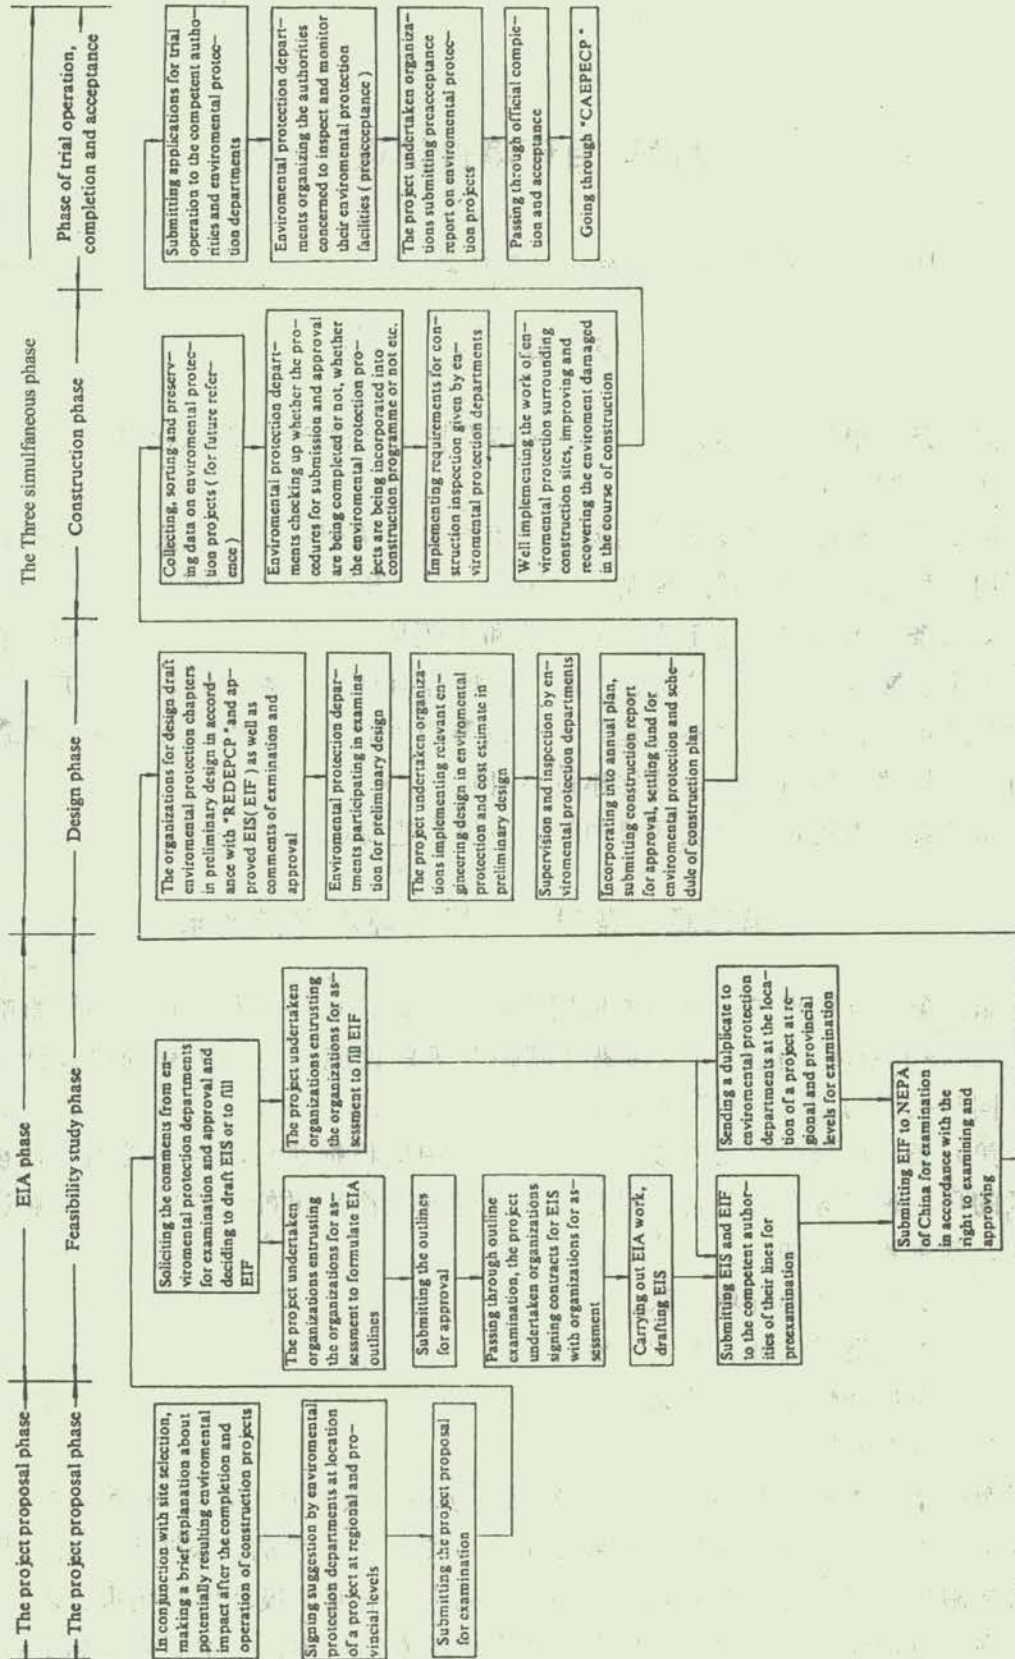 The project proposal phase
EIA phase
The Three simulfaneous phase
The project proposal phase
Feasibility study phase
Design phase
Construction phase
Phase of trial operation,
completion and acceptance
In conjunction with site selection,
making a brief explanation about
potentially resulting enviromental
impact after the completion and
operation of construction projects
Signing suggestion by enviromental
protection departments at location
of a project at regional and pro-
vincial levels
Submitting the project proposal
for examination
Soliciting the comments from en-
viromental protection departments
for examination and approval and
deciding to draft EIS or to fill
EIF
The project undertaken
organizations entrusting
the organizations for as-
sessment to formulate EIA
outlines
Submitting the outlines
for approval
Passing through outline
examination, the project
undertaken organizations
signing contracts for EIS
with organizations for as-
sessment
Carrying out EIA work,
drafting EIS
Submitting EIS and EIF
to the competent author-
ities of their lines for
preexamination
The project undertaken
organizations entrusting
the organizations for as-
sessment to fill EIF
Sending a dulplicate to
enviromental protection
departments at the loca-
tion of a project at re-
gional and provincial
levels for examination
Submitting EIF to NEPA
of China for examination
in accordance with the
right to examining and
approving
The organizations for design draft
enviromental protection chapters
in preliminary design in accord-
ance with "REDEPCP "and ap-
proved EIS( EIF ) as well as
comments of exmination and
approval
Enviromental protection depar-
tments participating in examina-
tion for preliminary design
The project undertaken organiza-
tions implementing relevant en-
gineering design in enviromental
protection and cost estimate in
preliminary design
Supervision and inspection by en-
viromental protection departments
Incorporating into annual plan,
submitting construction report
for approval, settling fund for
enviromental protection and sche-
dule of construction plan
Collecting, sorting and preserv-
ing data on enviromental protec-
tion projects ( for future refer-
ence )
Enviromental protection depart-
ments checking up whether the pro-
cedures for submission and approval
are being completed or not, whether
the enviromental protection pro-
jects are being incorporated into
construction programme or not etc.
Implementing requirements for con-
struction inspection given by en-
viromental protection departments
Well implementing the work of en-
viromental protection surrounding
construction sites, improving and
recovering the enviroment damaged
in the course of construction
Submitting applications for trial
operation to the competent autho-
rities and enviromental protec-
tion departments
Enviromental protection depart-
ments organizing the authorities
concerned to inspect and monitor
their enviromental protection
facilities ( preacceptance )
The project undertaken organiza-
tions submitting preacceptance
report on enviromental protec-
tion projects
Passing through official comple-
tion and acceptance
Going through "CAEPECP "